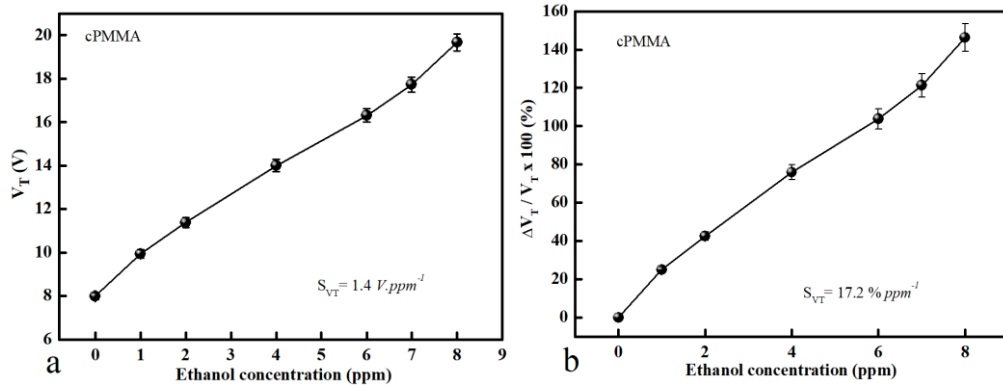 cPMMA
20
18
16
14
12
10
8
6
V_T (V)
S_VT= 1.4 V.ppm⁻¹
0 1 2 3 4 5 6 7 8 9
Ethanol concentration (ppm)
a
cPMMA
160
140
120
100
80
60
40
20
0
ΔV_T / V_T x 100 (%)
S_VT= 17.2 % ppm⁻¹
0 2 4 6 8
Ethanol concentration (ppm)
b